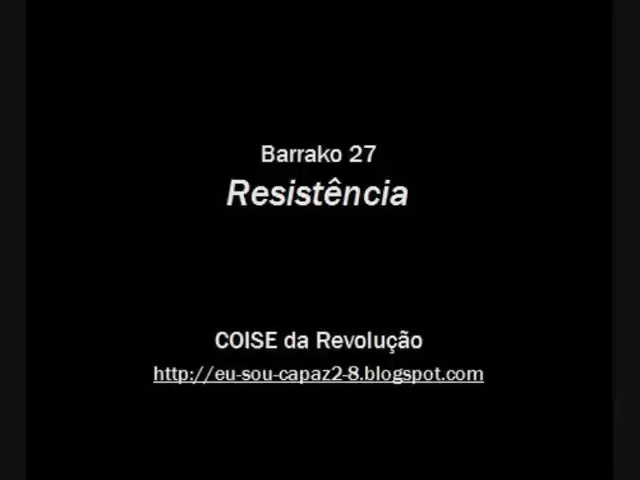 Barrako 27
Resistência
COISE da Revolução
http://eu-sou-capaz2-8.blogspot.com